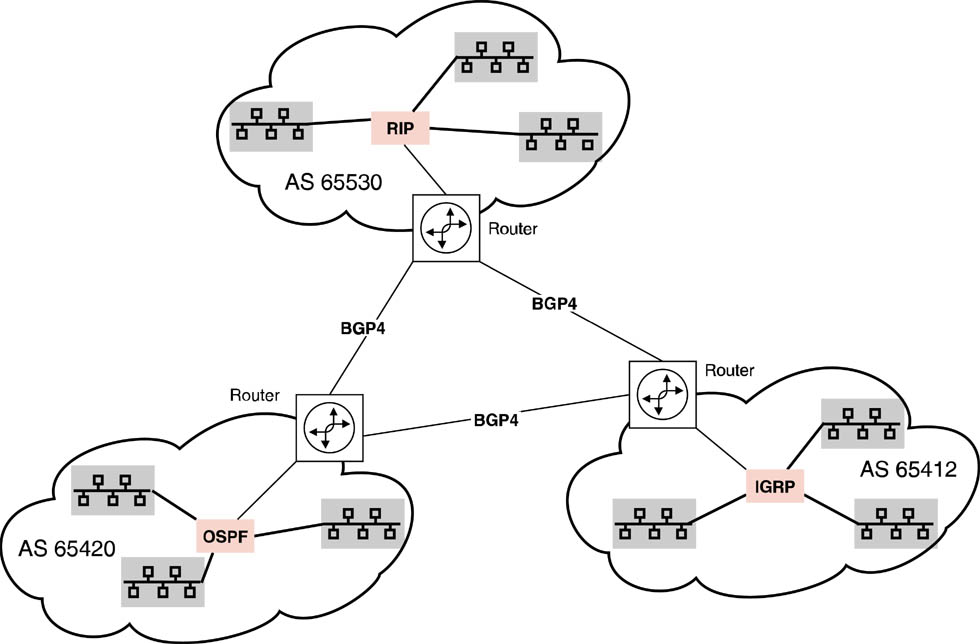 RIP
AS 65530
Router
BGP4
BGP4
Router
Router
BGP4
AS 65412
IGRP
OSPF
AS 65420